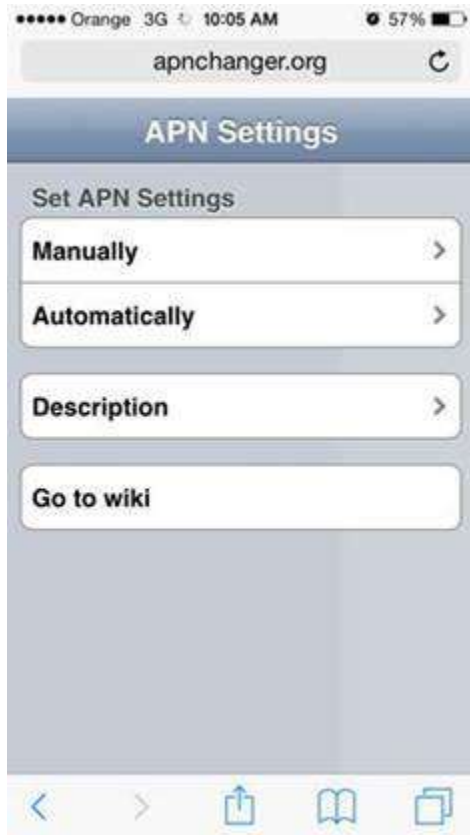 Orange 3G 10:05 AM 57%
apnchanger.org
APN Settings
Set APN Settings
Manually
Automatically
Description
Go to wiki